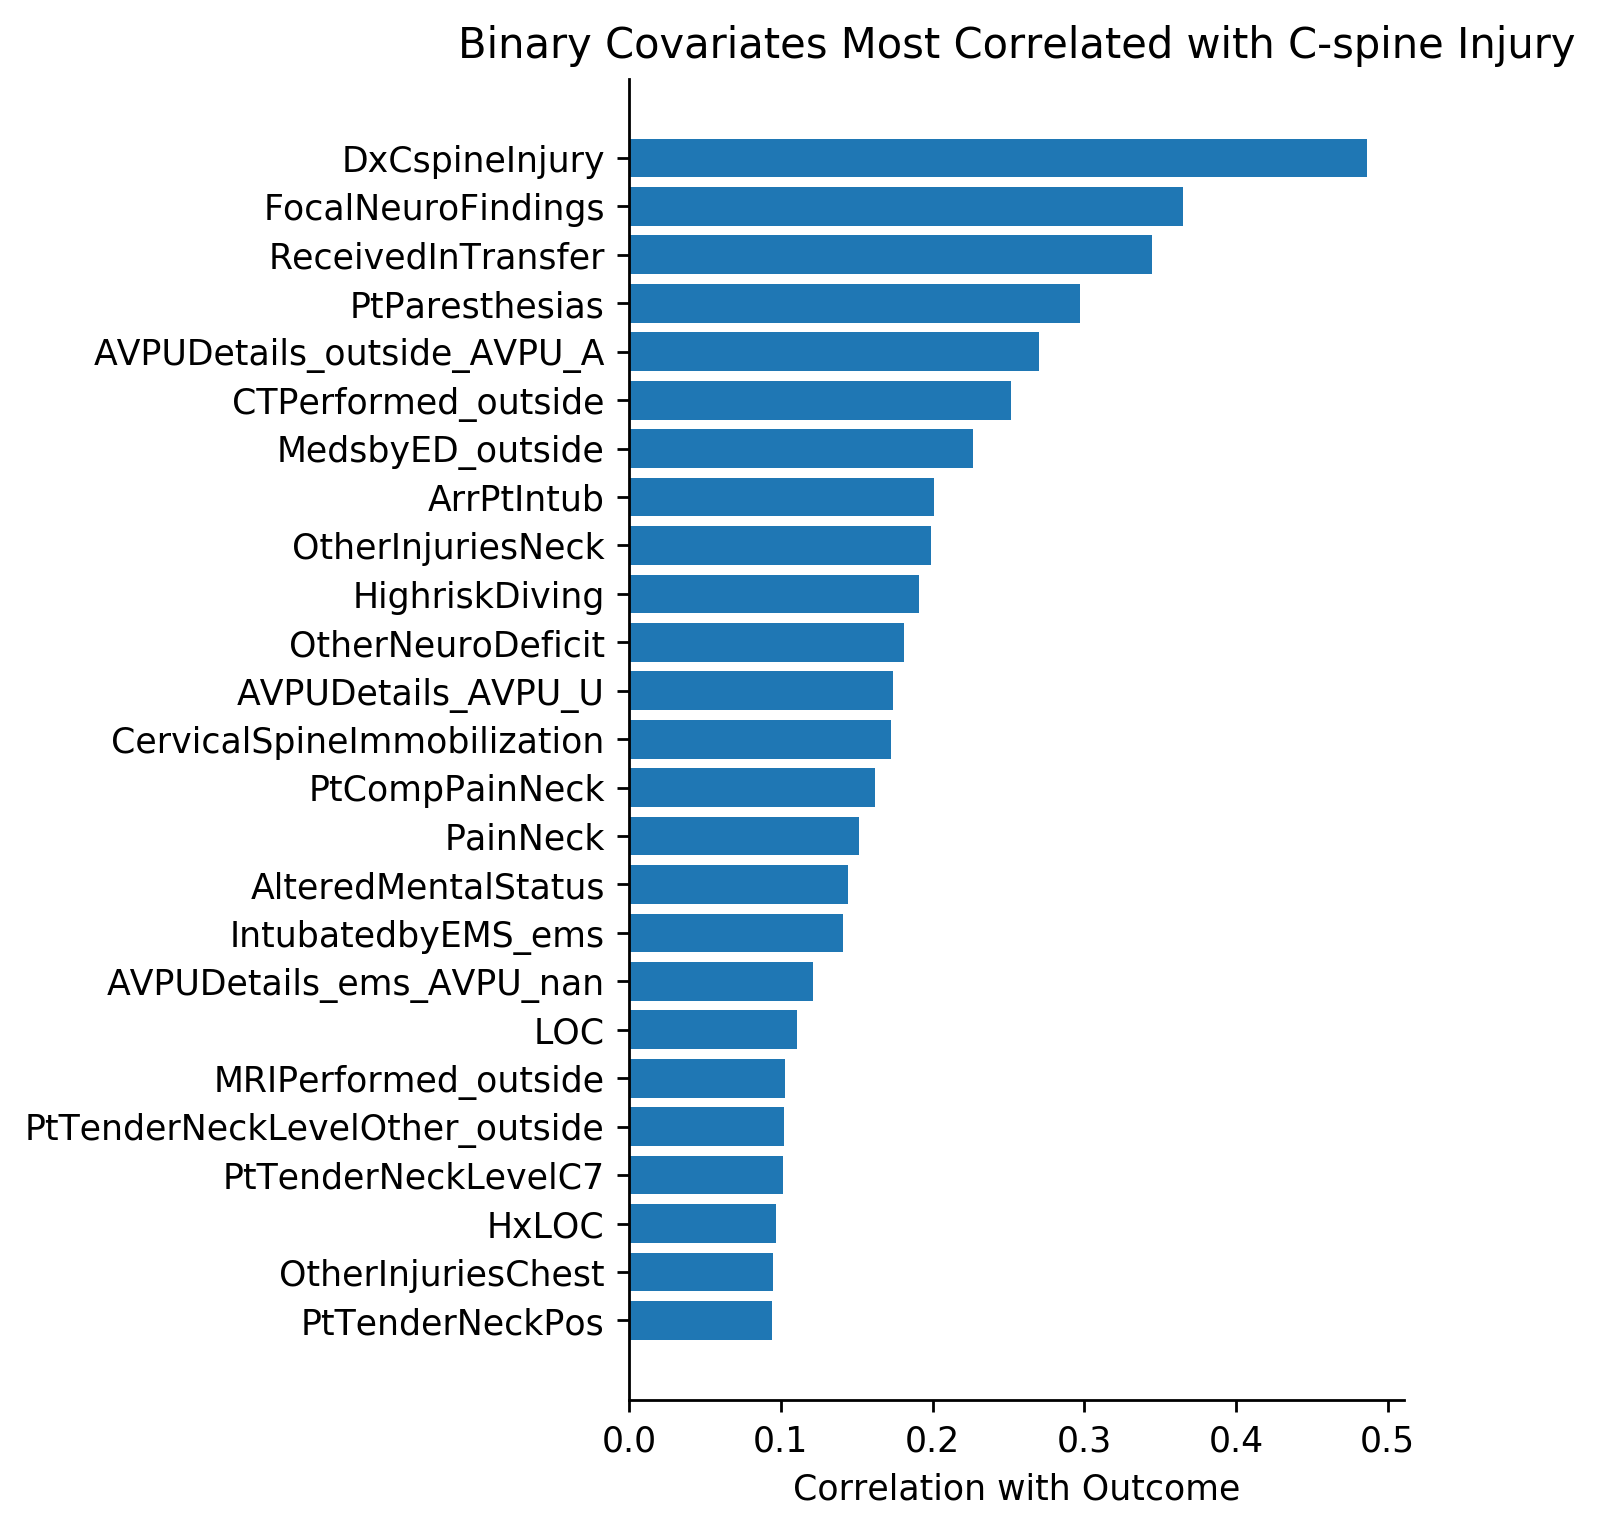 Binary Covariates Most Correlated with C-spine Injury
DxCspineInjury
FocalNeuroFindings
ReceivedInTransfer
PtParesthesias
AVPUDetails_outside_AVPU_A
CTPerformed_outside
MedsbyED_outside
ArrPtIntub
OtherInjuriesNeck
HighriskDiving
OtherNeuroDeficit
AVPUDetails_AVPU_U
CervicalSpineImmobilization
PtCompPainNeck
PainNeck
AlteredMentalStatus
IntubatedbyEMS_ems
AVPUDetails_ems_AVPU_nan
LOC
MRIPerformed_outside
PtTenderNeckLevelOther_outside
PtTenderNeckLevelC7
HxLOC
OtherInjuriesChest
PtTenderNeckPos
0.0 0.1 0.2 0.3 0.4 0.5
Correlation with Outcome